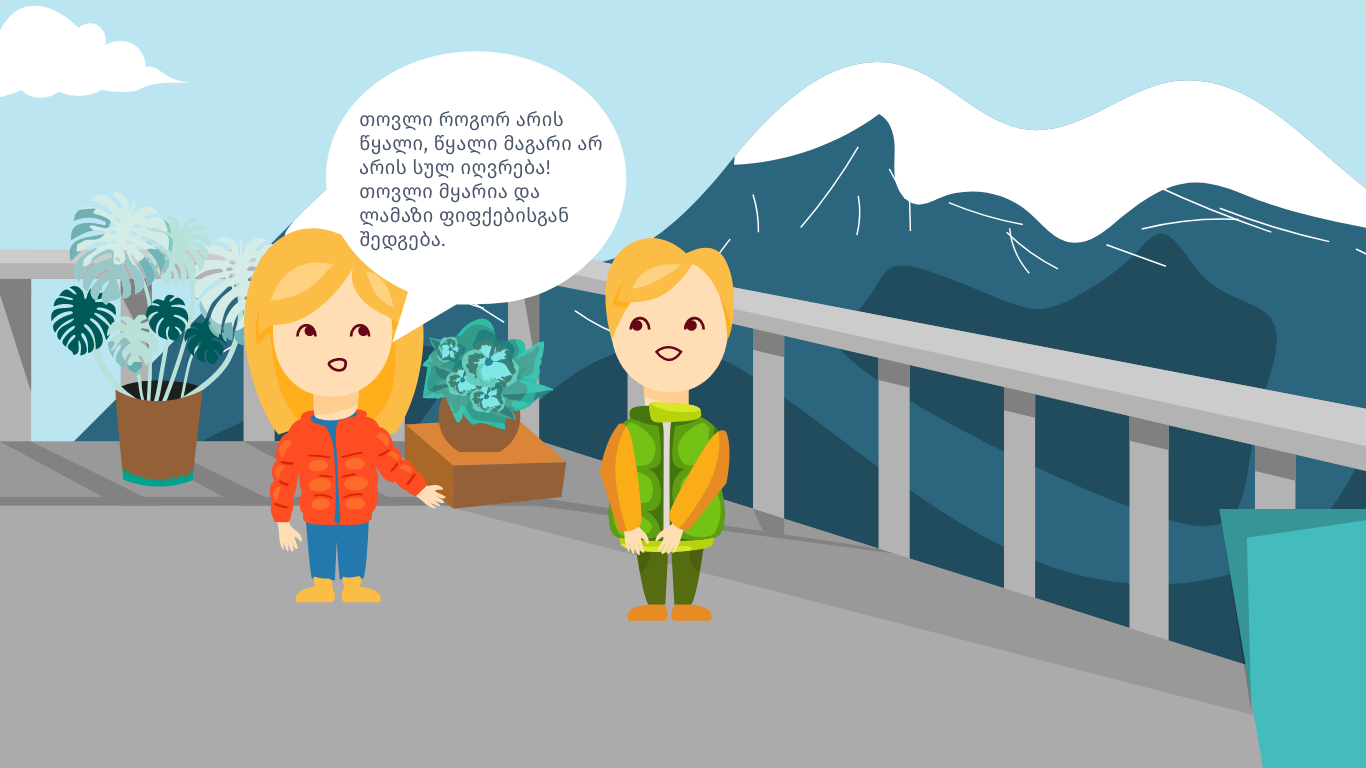 თოვლი როგორ არის
წყალი, წყალი მაგარი არ
არის სულ იღვრება!
თოვლი მყარია და
ლამაზი ფიფქებისგან
შედგება.